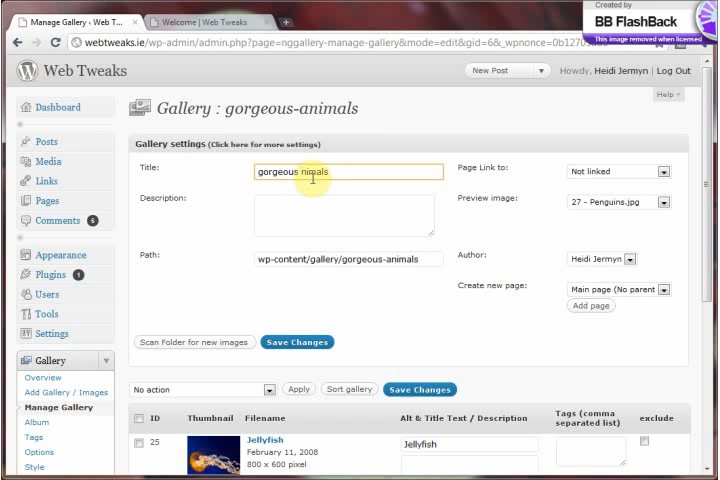 Created by
BB FlashBack
This image removed when licensed
Manage Gallery ‹ Web T...
Welcome | Web Tweaks
webtweaks.ie/wp-admin/admin.php?page=nggallery-manage-gallery&mode=edit&gid=6&_wpnonce=0b1270
Web Tweaks
New Post
Howdy, Heidi Jermyn | Log Out
Help
Dashboard
Posts
Media
Links
Pages
Comments 6
Appearance
Plugins 1
Users
Tools
Settings
Gallery
Overview
Add Gallery / Images
Manage Gallery
Album
Tags
Options
Style
Gallery : gorgeous-animals
Gallery settings (Click here for more settings)
Title:
gorgeous nimals
Page Link to:
Not linked
Description:
Preview image:
27 - Penguins.jpg
Path:
wp-content/gallery/gorgeous-animals
Author:
Heidi Jermyn
Create new page:
Main page (No parent
Add page
Scan Folder for new images
Save Changes
No action
Apply
Sort gallery
Save Changes
ID
Thumbnail
Filename
Alt & Title Text / Description
Tags (comma
separated list)
exclude
25
Jellyfish
February 11, 2008
800 x 600 pixel
Jellyfish